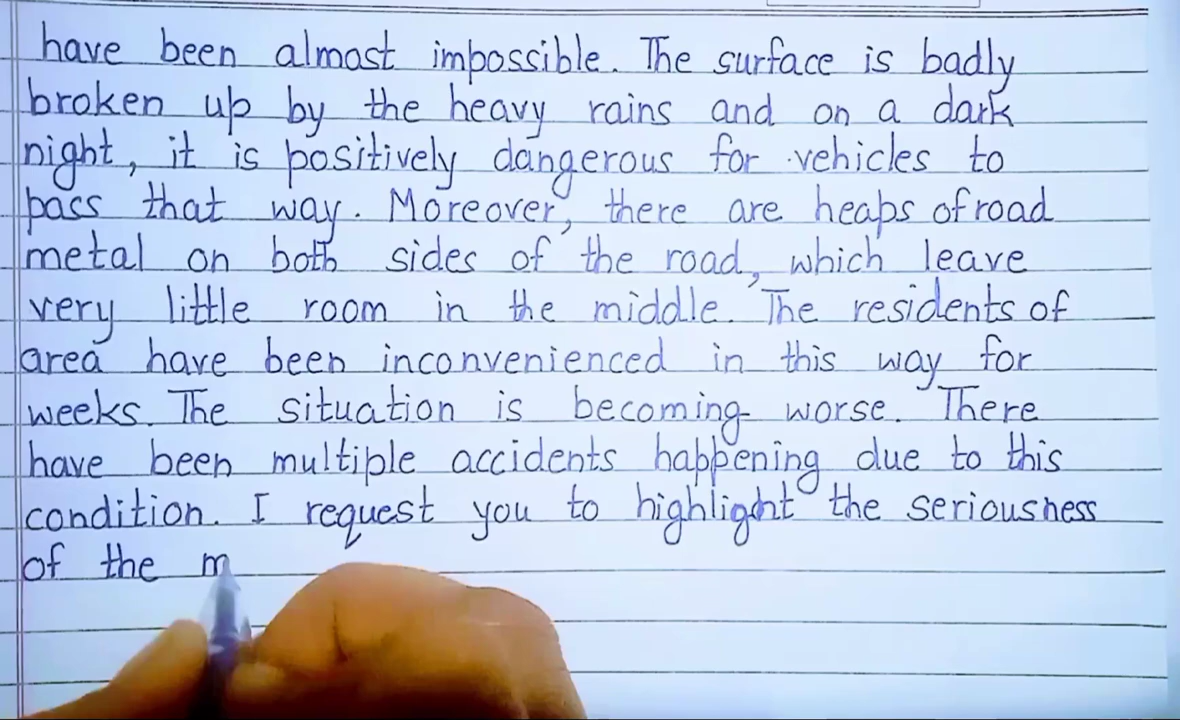 have been almost impossible. The surface is badly
broken up by the heavy rains and on a dark
night, it is positively dangerous for vehicles to
pass that way. Moreover, there are heaps of road
metal on both sides of the road, which leave
very little room in the middle. The residents of
area have been inconvenienced in this way for
weeks. The situation is becoming worse. There
have been multiple accidents happening due to this
condition. I request you to highlight the seriousness
of the m